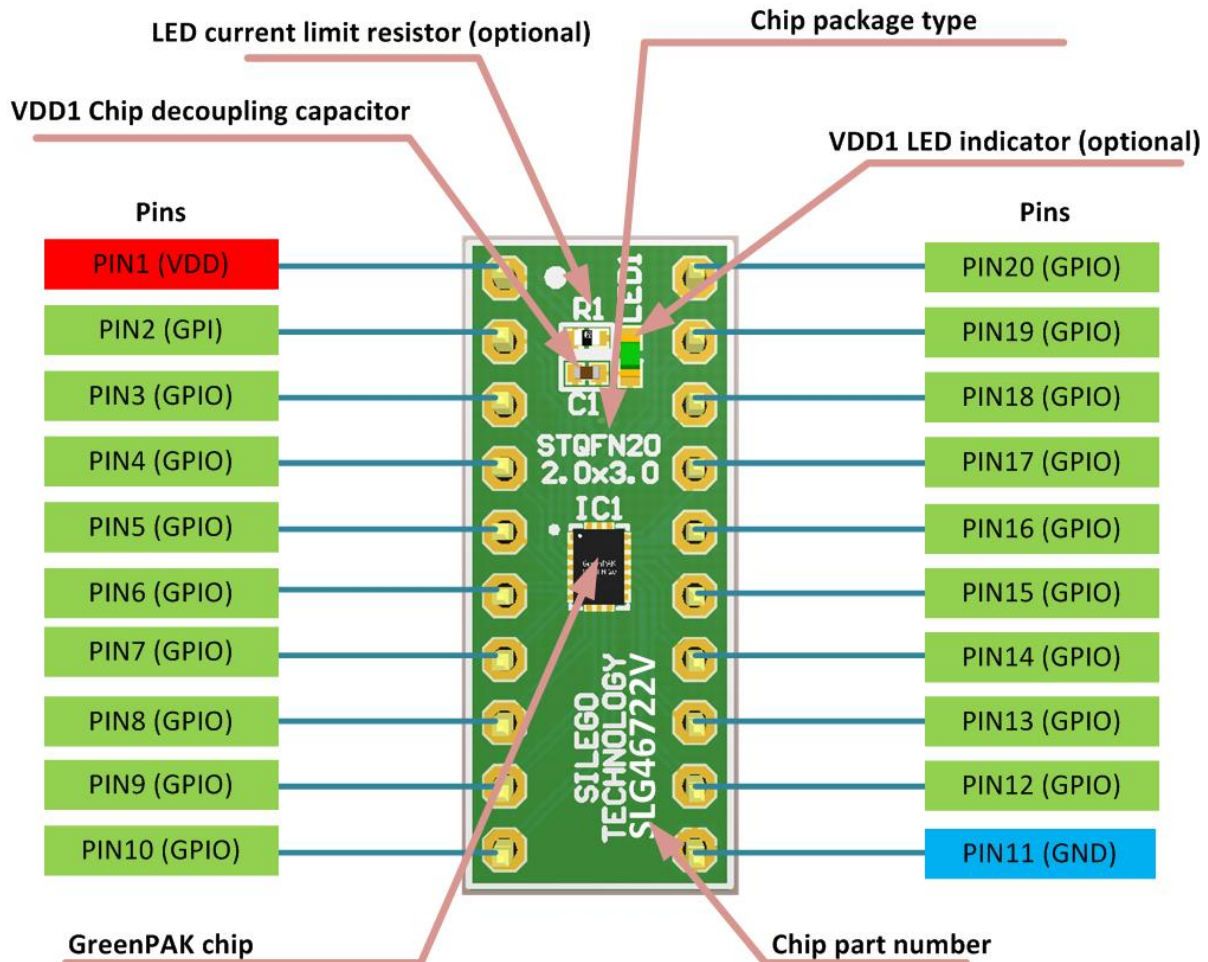 LED current limit resistor (optional)
Chip package type
VDD1 Chip decoupling capacitor
VDD1 LED indicator (optional)
Pins
Pins
PIN1 (VDD)
PIN20 (GPIO)
PIN2 (GPI)
PIN19 (GPIO)
PIN3 (GPIO)
PIN18 (GPIO)
PIN4 (GPIO)
PIN17 (GPIO)
PIN5 (GPIO)
PIN16 (GPIO)
PIN6 (GPIO)
PIN15 (GPIO)
PIN7 (GPIO)
PIN14 (GPIO)
PIN8 (GPIO)
PIN13 (GPIO)
PIN9 (GPIO)
PIN12 (GPIO)
PIN10 (GPIO)
PIN11 (GND)
LED1
R1
C1
STQFN20
2.0x3.0
IC1
GreenPAK
SILEGO
TECHNOLOGY
SLG46722V
GreenPAK chip
Chip part number